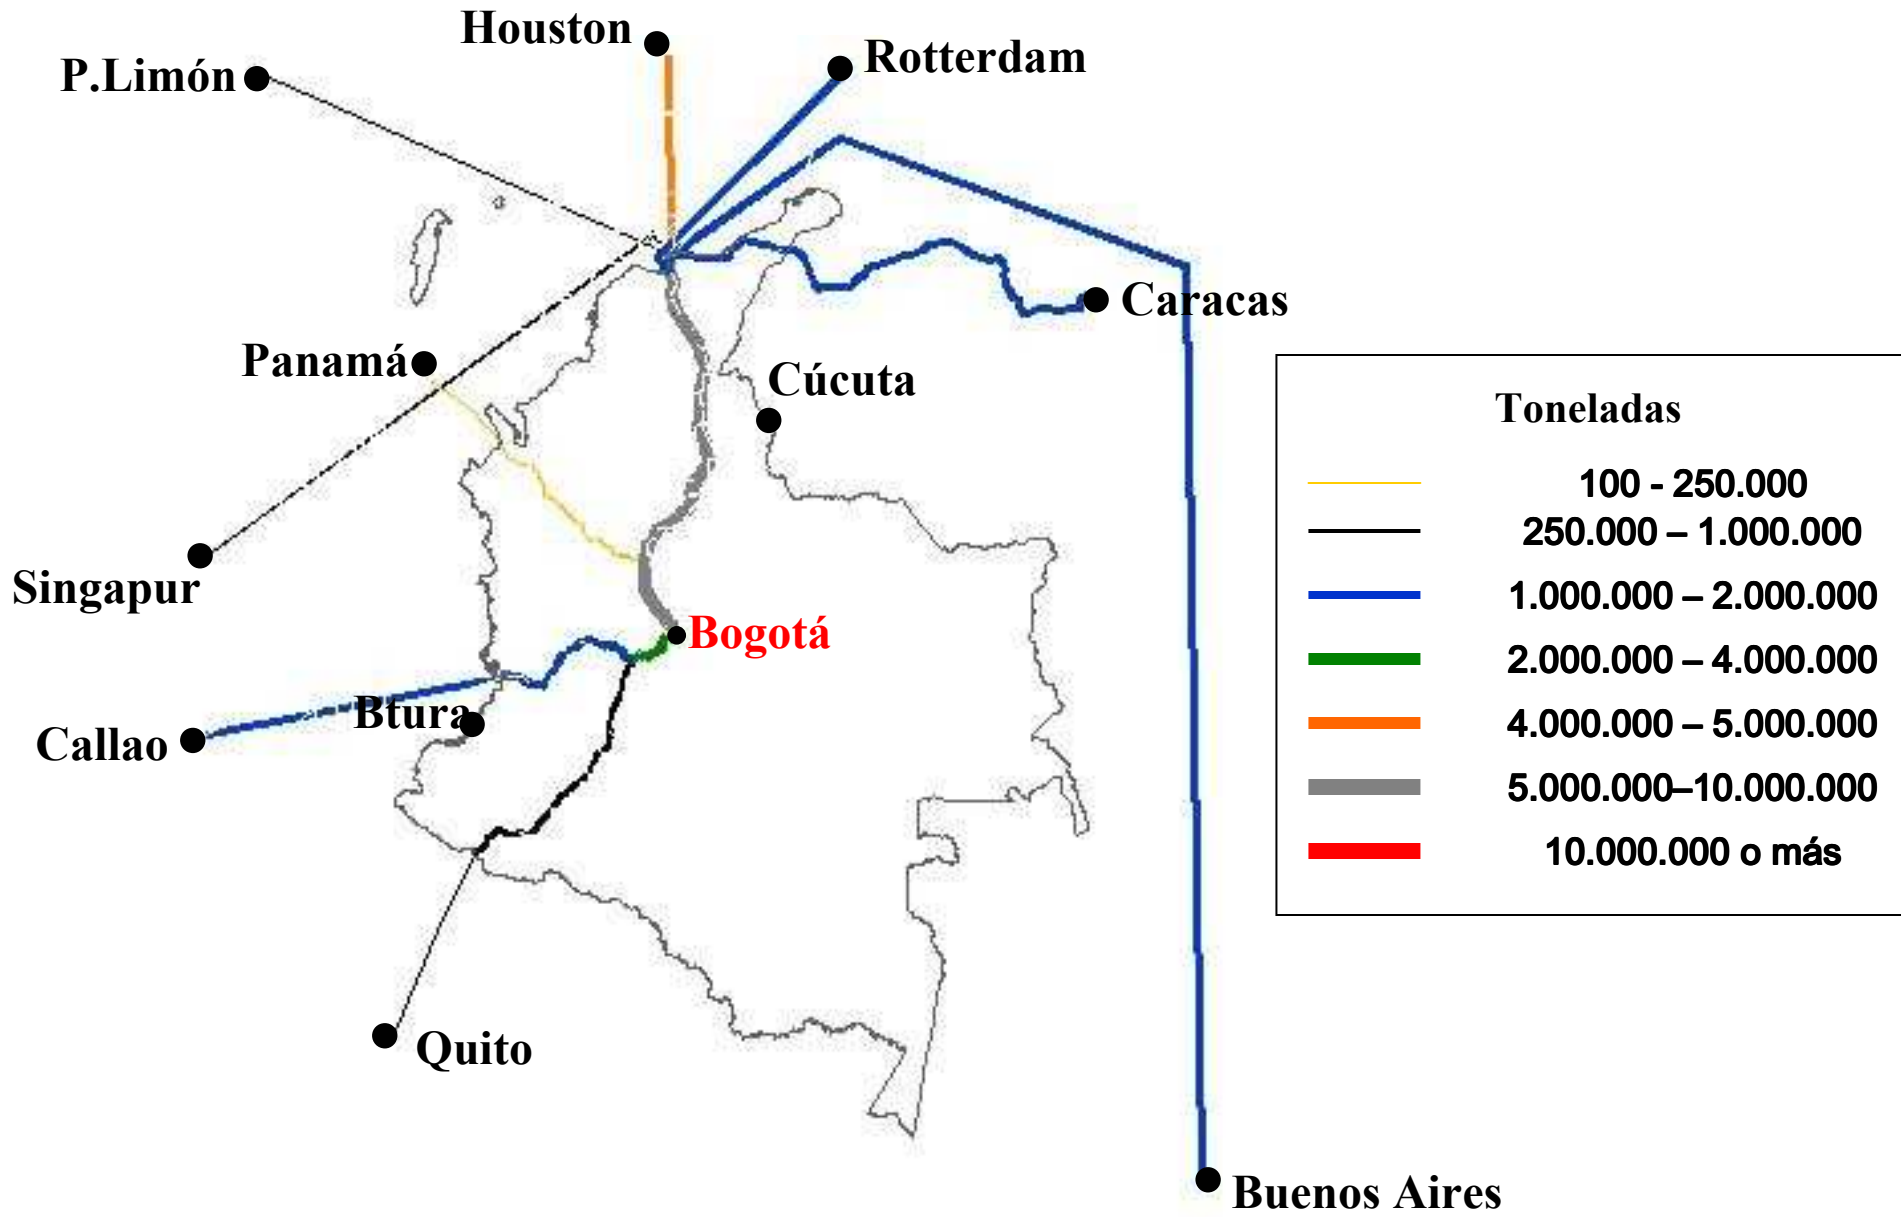 Houston
Rotterdam
P.Limón
Caracas
Panamá
Cúcuta
Singapur
Bogotá
Btura
Callao
Quito
Buenos Aires
Toneladas
100 - 250.000
250.000 – 1.000.000
1.000.000 – 2.000.000
2.000.000 – 4.000.000
4.000.000 – 5.000.000
5.000.000–10.000.000
10.000.000 o más